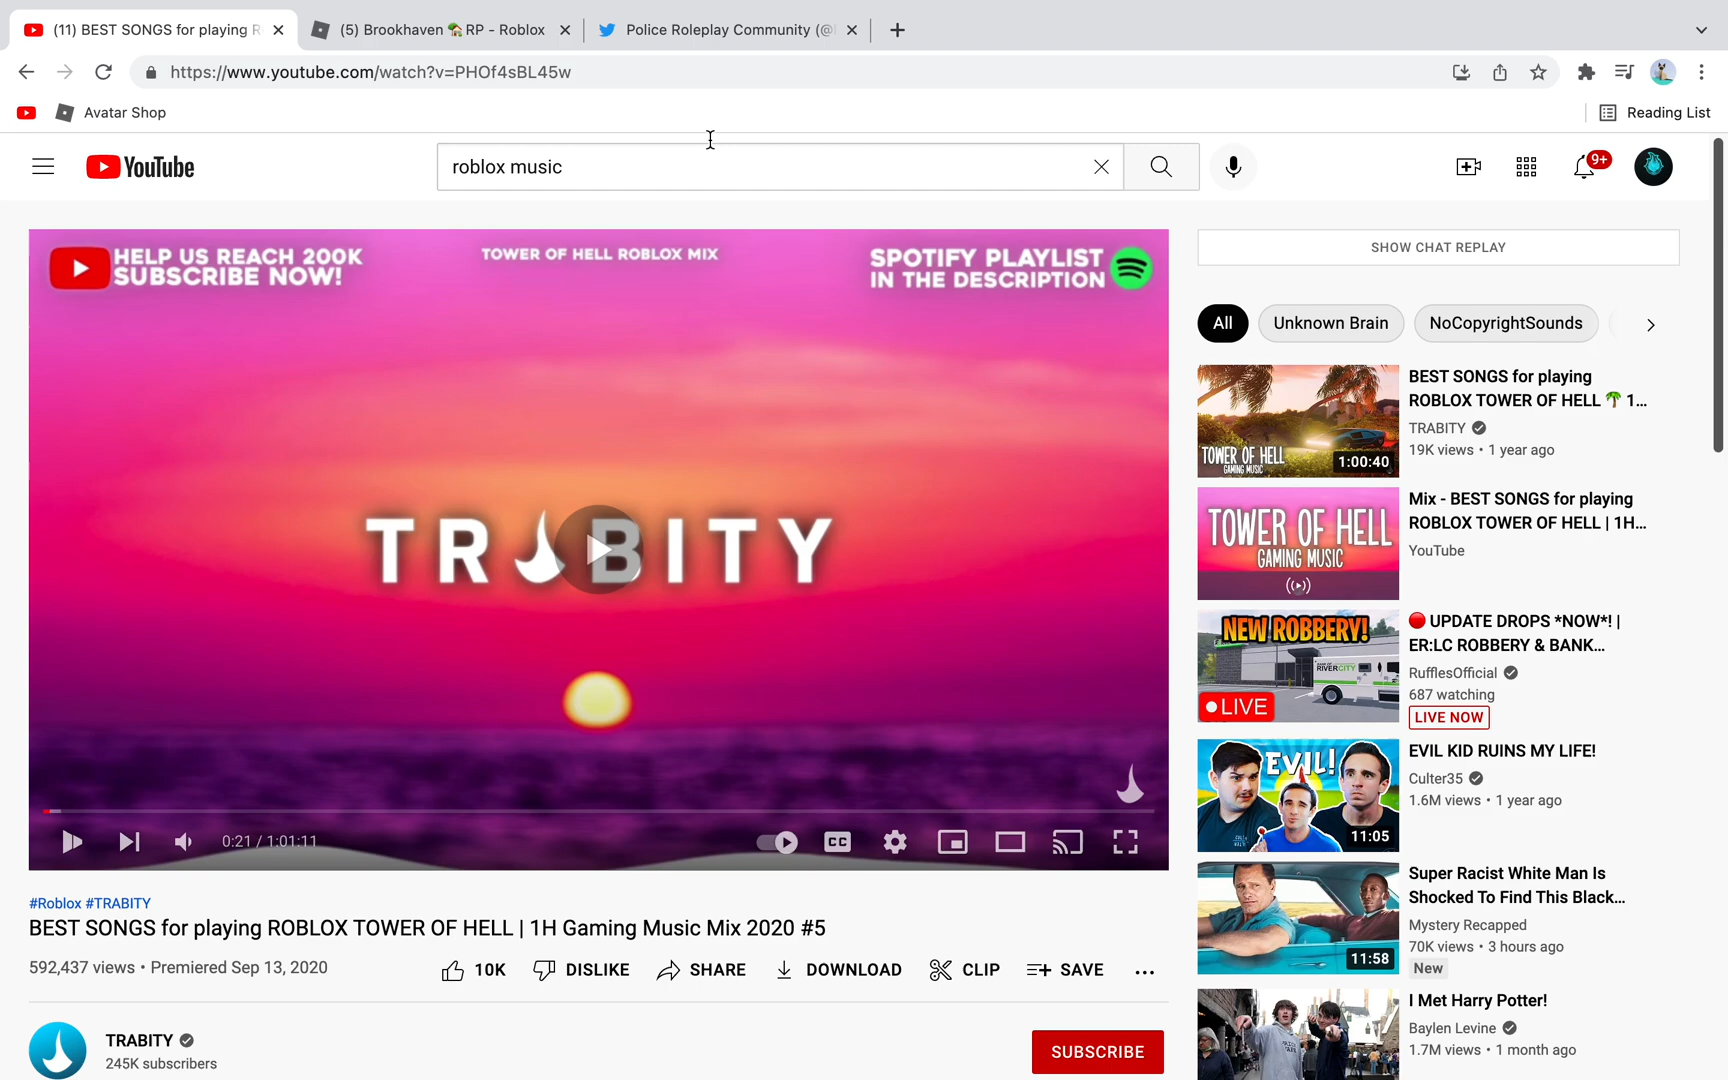 (11) BEST SONGS for playing R
(5) Brookhaven 🏡RP - Roblox
Police Roleplay Community (@
https://www.youtube.com/watch?v=PHOf4sBL45w
Avatar Shop
Reading List
YouTube
roblox music
9+
HELP US REACH 200K
SUBSCRIBE NOW!
TOWER OF HELL ROBLOX MIX
SPOTIFY PLAYLIST
IN THE DESCRIPTION
TRABITY
0:21 / 1:01:11
CC
#Roblox #TRABITY
BEST SONGS for playing ROBLOX TOWER OF HELL | 1H Gaming Music Mix 2020 #5
592,437 views • Premiered Sep 13, 2020
10K
DISLIKE
SHARE
DOWNLOAD
CLIP
SAVE
TRABITY
245K subscribers
SUBSCRIBE
SHOW CHAT REPLAY
All
Unknown Brain
NoCopyrightSounds
TOWER OF HELL
GAMING MUSIC
1:00:40
BEST SONGS for playing
ROBLOX TOWER OF HELL 🌴 1...
TRABITY
19K views • 1 year ago
TOWER OF HELL
GAMING MUSIC
Mix - BEST SONGS for playing
ROBLOX TOWER OF HELL | 1H...
YouTube
NEW ROBBERY!
RIVER CITY
LIVE
🔴 UPDATE DROPS *NOW*! |
ER:LC ROBBERY & BANK...
RufflesOfficial
687 watching
LIVE NOW
EVIL!
11:05
EVIL KID RUINS MY LIFE!
Culter35
1.6M views • 1 year ago
11:58
Super Racist White Man Is
Shocked To Find This Black...
Mystery Recapped
70K views • 3 hours ago
New
I Met Harry Potter!
Baylen Levine
1.7M views • 1 month ago